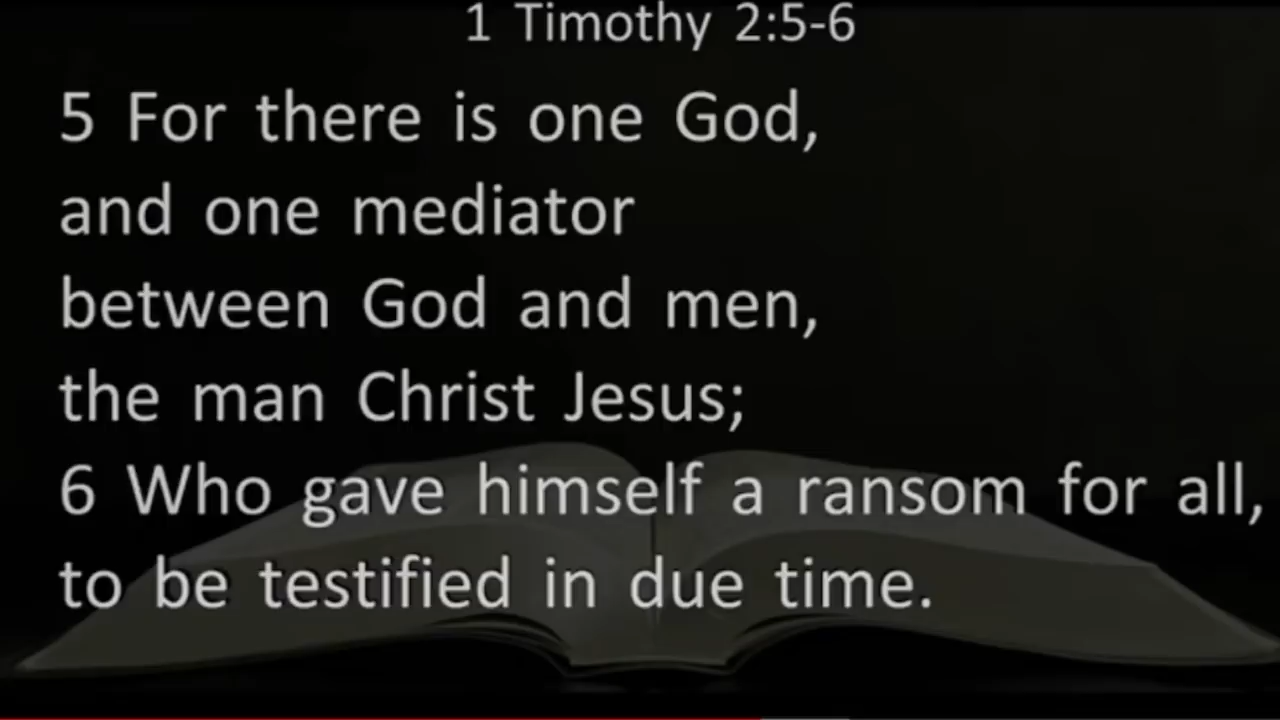 1 Timothy 2:5-6
5 For there is one God,
and one mediator
between God and men,
the man Christ Jesus;
6 Who gave himself a ransom for all,
to be testified in due time.